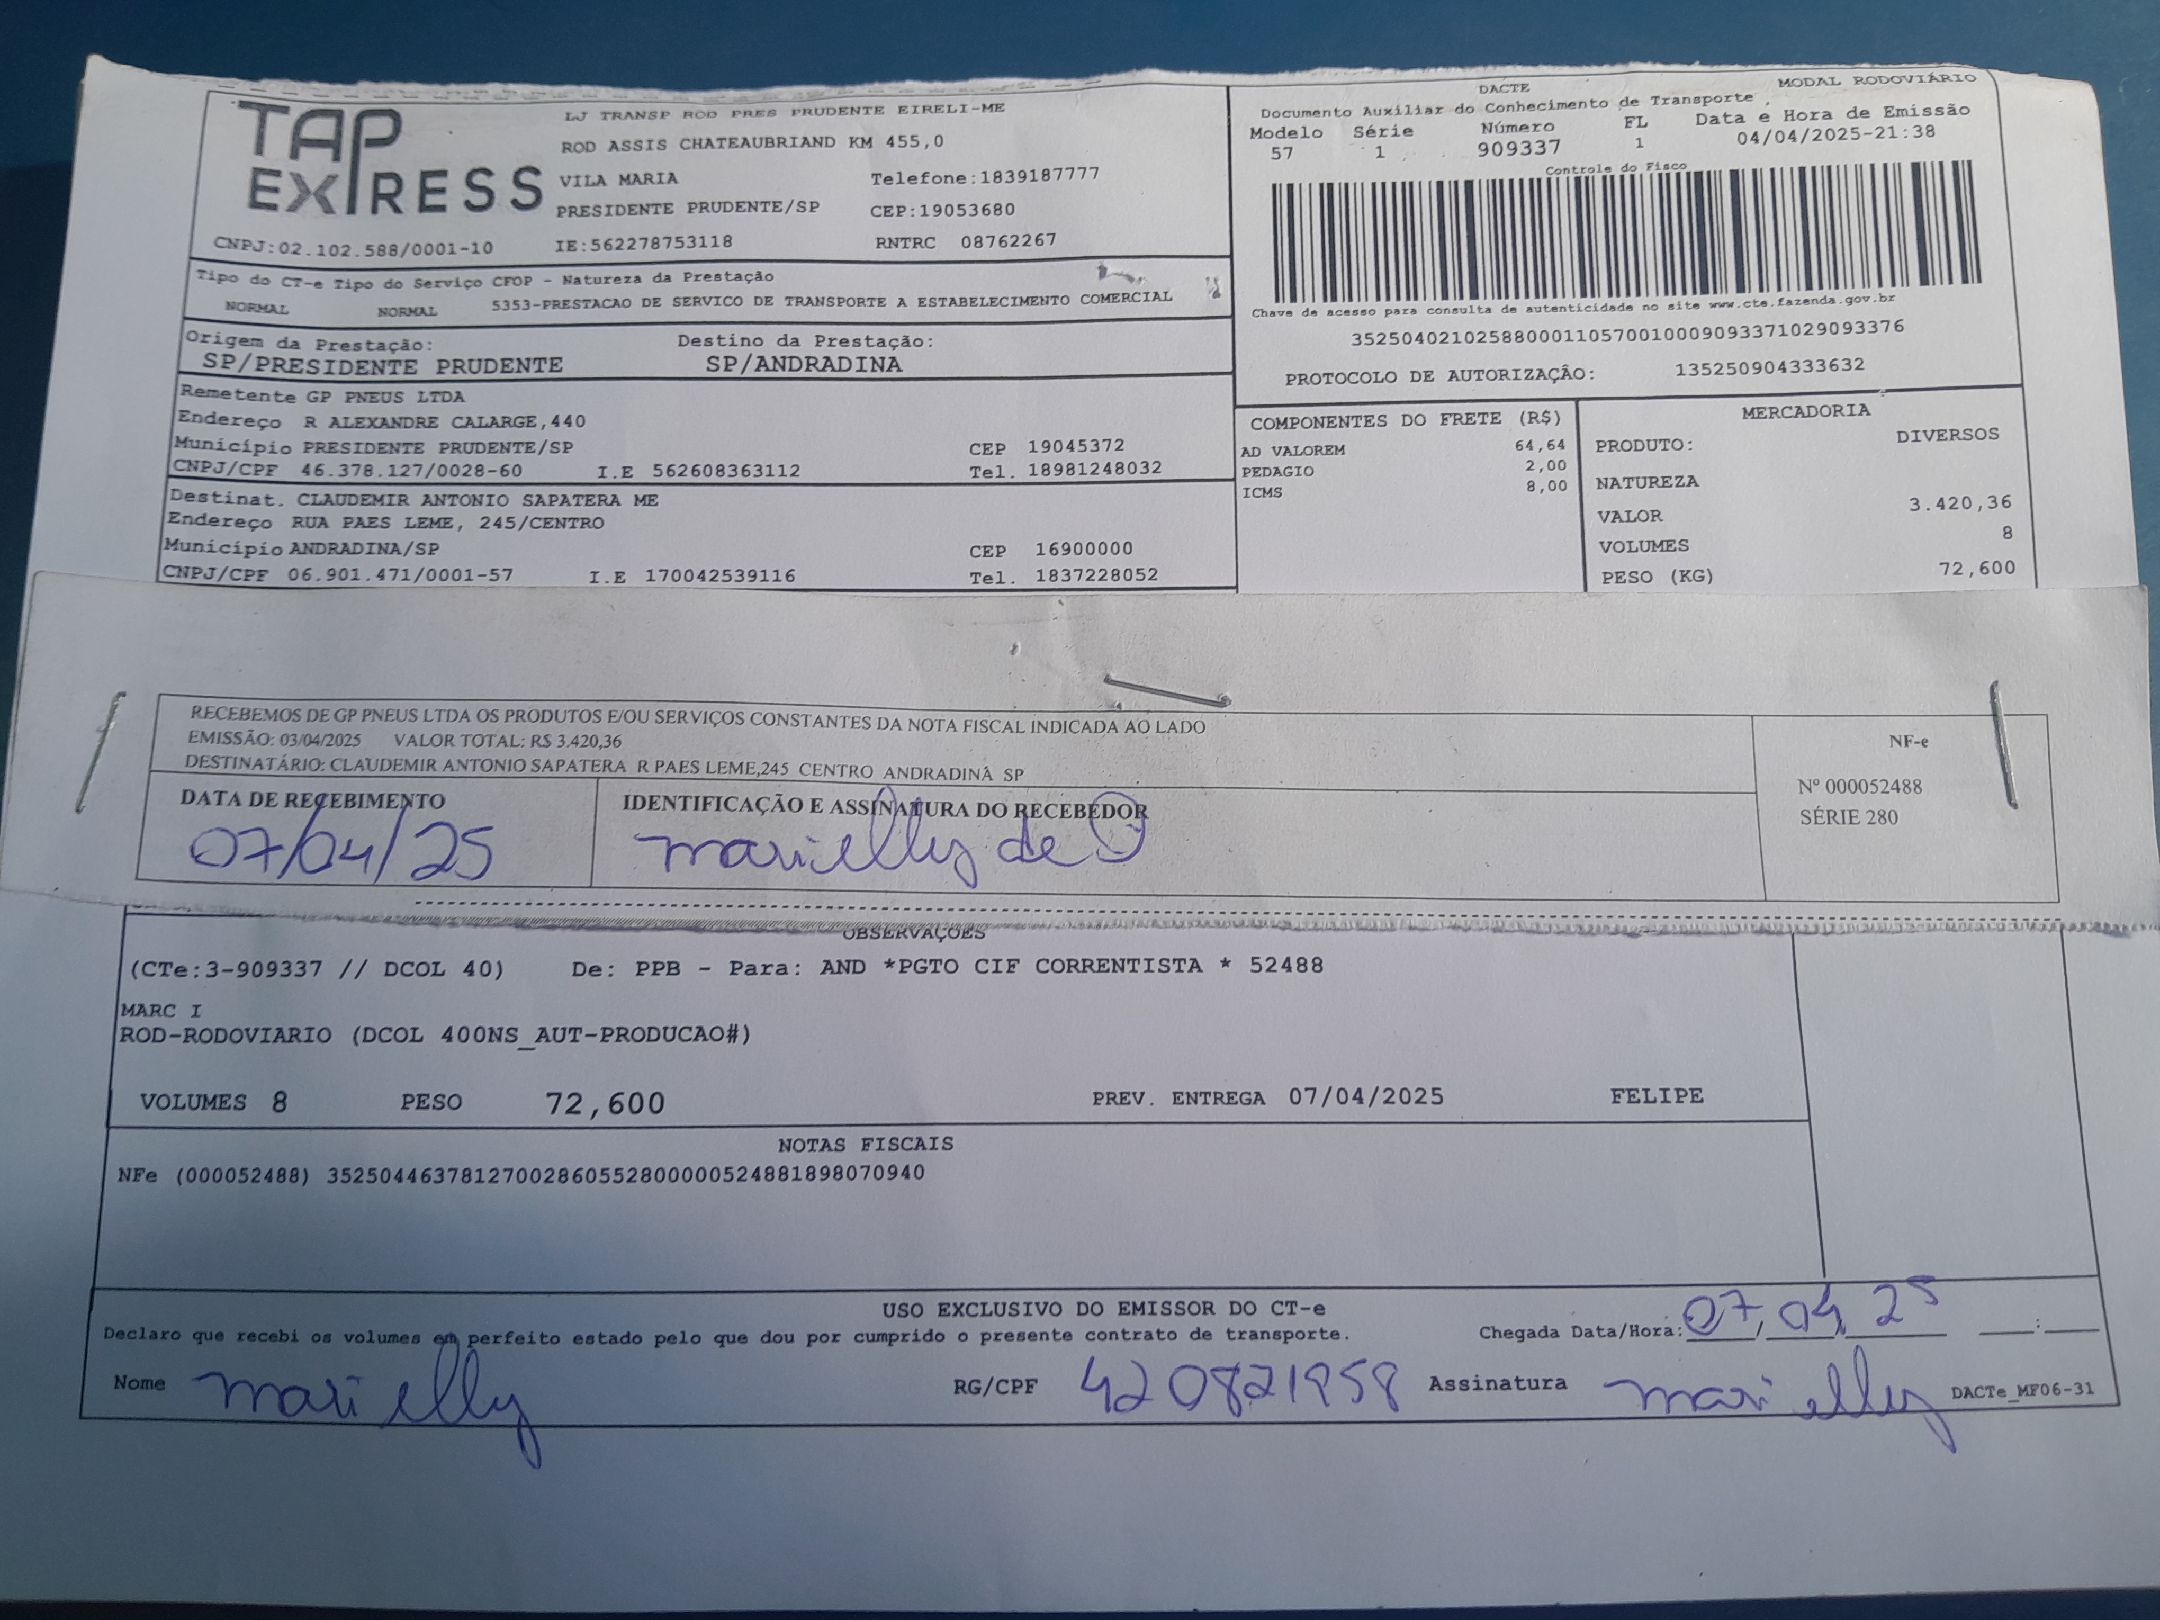 TAP EXPRESS
LJ TRANSP ROD PRES PRUDENTE EIRELI-ME
ROD ASSIS CHATEAUBRIAND KM 455,0
VILA MARIA Telefone:1839187777
PRESIDENTE PRUDENTE/SP CEP:19053680
CNPJ:02.102.588/0001-10 IE:562278753118 RNTRC 08762267
DACTE MODAL RODOVIÁRIO
Documento Auxiliar do Conhecimento de Transporte
Modelo Série Número FL Data e Hora de Emissão
57 1 909337 1 04/04/2025-21:38
Controle do Fisco
Chave de acesso para consulta de autenticidade no site www.cte.fazenda.gov.br
35250402102588000110570010009093371029093376
PROTOCOLO DE AUTORIZAÇÃO: 135250904333632
Tipo do CT-e Tipo do Serviço CFOP - Natureza da Prestação
NORMAL NORMAL 5353-PRESTACAO DE SERVICO DE TRANSPORTE A ESTABELECIMENTO COMERCIAL
Origem da Prestação: Destino da Prestação:
SP/PRESIDENTE PRUDENTE SP/ANDRADINA
Remetente GP PNEUS LTDA
Endereço R ALEXANDRE CALARGE,440
Município PRESIDENTE PRUDENTE/SP CEP 19045372
CNPJ/CPF 46.378.127/0028-60 I.E 562608363112 Tel. 18981248032
Destinat. CLAUDEMIR ANTONIO SAPATERA ME
Endereço RUA PAES LEME, 245/CENTRO
Município ANDRADINA/SP CEP 16900000
CNPJ/CPF 06.901.471/0001-57 I.E 170042539116 Tel. 1837228052
COMPONENTES DO FRETE (R$)
AD VALOREM 64,64
PEDAGIO 2,00
ICMS 8,00
MERCADORIA
PRODUTO: DIVERSOS
NATUREZA
VALOR 3.420,36
VOLUMES 8
PESO (KG) 72,600
RECEBEMOS DE GP PNEUS LTDA OS PRODUTOS E/OU SERVIÇOS CONSTANTES DA NOTA FISCAL INDICADA AO LADO
EMISSÃO: 03/04/2025 VALOR TOTAL: R$ 3.420,36
DESTINATÁRIO: CLAUDEMIR ANTONIO SAPATERA R PAES LEME,245 CENTRO ANDRADINA SP
DATA DE RECEBIMENTO IDENTIFICAÇÃO E ASSINATURA DO RECEBEDOR
07/04/25 marielly de O
NF-e
Nº 000052488
SÉRIE 280
OBSERVAÇÕES
(CTe:3-909337 // DCOL 40) De: PPB - Para: AND *PGTO CIF CORRENTISTA * 52488
MARC I
ROD-RODOVIARIO (DCOL 400NS_AUT-PRODUCAO#)
VOLUMES 8 PESO 72,600 PREV. ENTREGA 07/04/2025 FELIPE
NOTAS FISCAIS
NFe (000052488) 35250446378127002860552800000524881898070940
USO EXCLUSIVO DO EMISSOR DO CT-e
Declaro que recebi os volumes em perfeito estado pelo que dou por cumprido o presente contrato de transporte. Chegada Data/Hora: 07/04/25 __:__
Nome marielly RG/CPF 420821958 Assinatura marielly DACTe_MF06-31